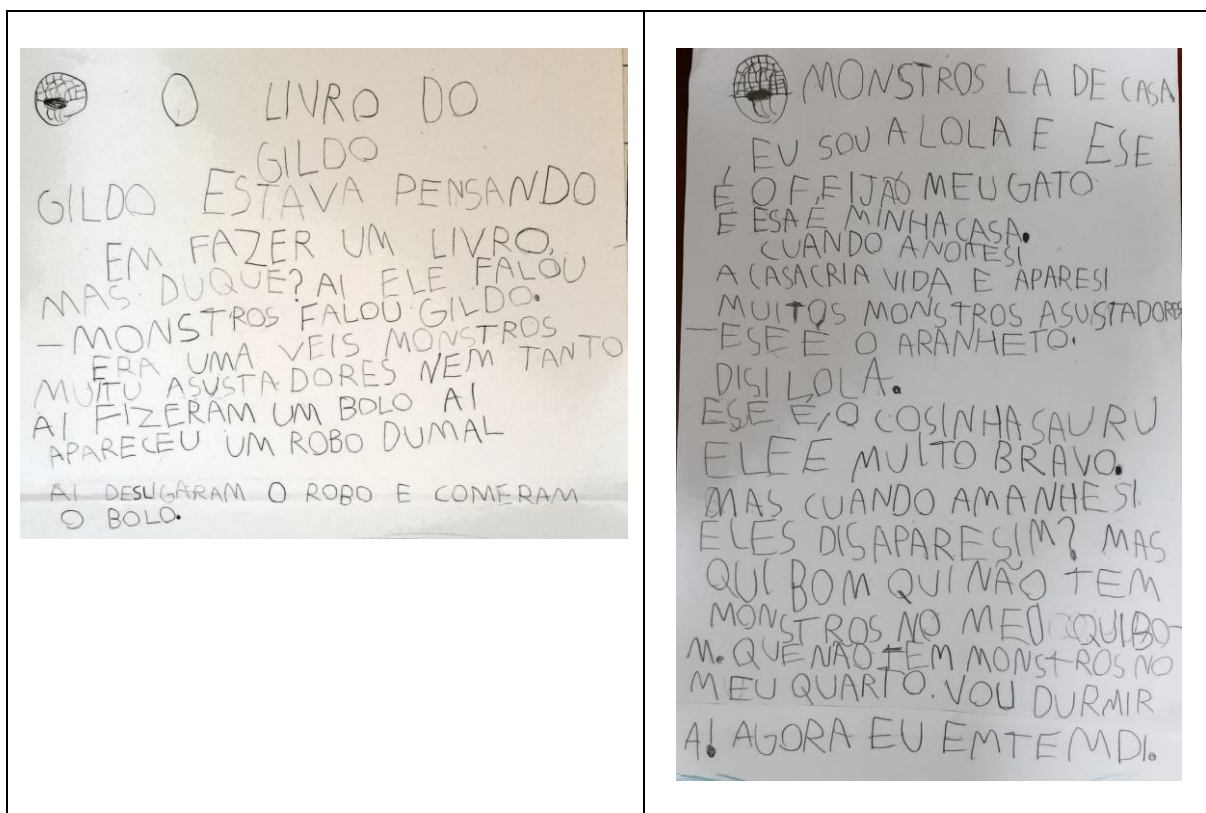 O LIVRO DO
GILDO
GILDO ESTAVA PENSANDO
EM FAZER UM LIVRO,
MAS DUQUE? AI ELE FALOU
— MONSTROS FALOU GILDO.
ERA UMA VEIS MONSTROS
MUITU ASUSTADORES NEM TANTO
AI FIZERAM UM BOLO AI
APARECEU UM ROBO DUMAL
AI DESLIGARAM O ROBO E COMERAM
O BOLO.
MONSTROS LA DE CASA
EU SOU A LOLA E ESE
É O FEIJÃO MEU GATO
E ESA É MINHA CASA.
CUANDO ANOITESI
A CASA CRIA VIDA E APARESI
MUITOS MONSTROS ASUSTADORES
— ESE É O ARANHETO.
DISI LOLA.
ESE É O COSINHASAURU
ELE E MUITO BRAVO.
MAS CUANDO AMANHESI
ELES DISAPARESIM? MAS
QUI BOM QUI NÃO TEM
MONSTROS NO MEU QUIBO-
M. QUE NÃO TEM MONSTROS NO
MEU QUARTO. VOU DURMIR
A! AGORA EU EMTEMDI.